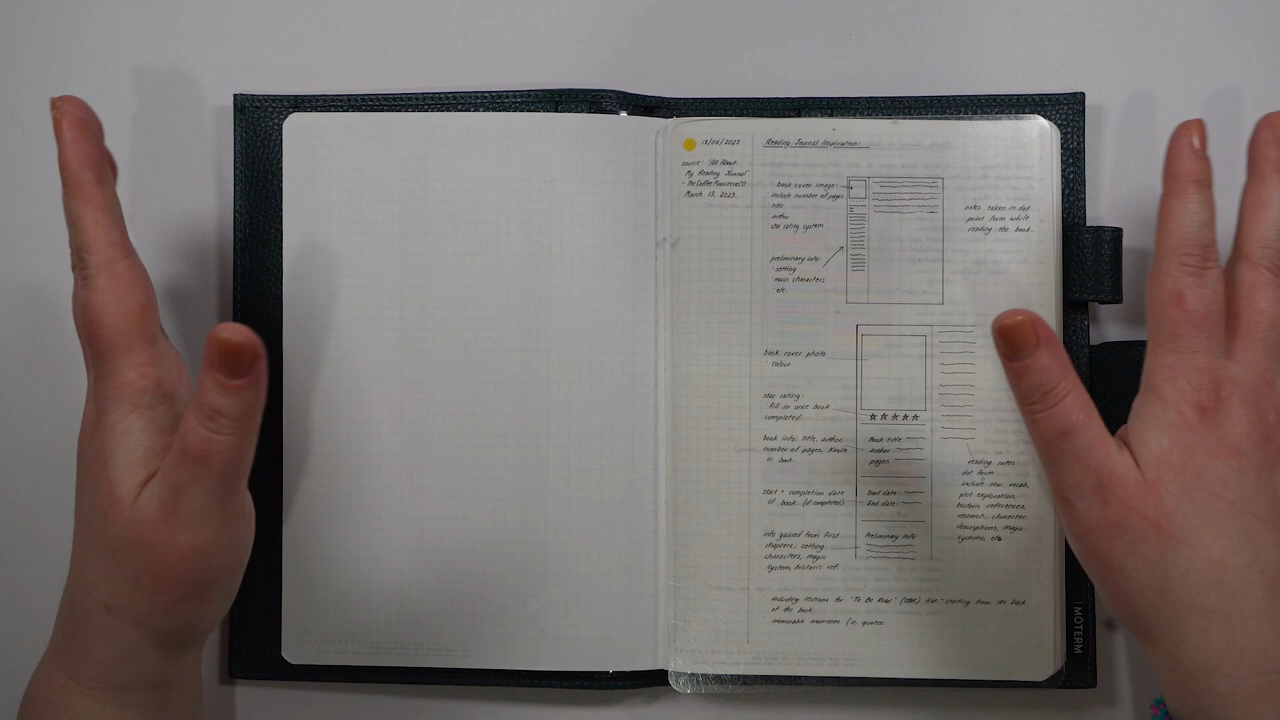 13/06/2023
Reading Journal Inspiration:
source: "All About
My Reading Journal"
- TheCoffeeMonsterzCO
March 13, 2023.
book cover image:
include number of pages
title
author
star rating system
preliminary info:
· setting
· main characters
· etc.
notes taken in dot
point form while
reading the book.
book cover photo
· colour
star rating:
· fill in once book
completed.
book info; title, author
number of pages. Kindle
or book.
Book title
author
pages
start + completion date
of book. (if completed)
Start date:
End date:
info gained from first
chapters; setting,
characters, magic
system, historic ref.
Preliminary Info:
reading notes:
· dot form
· include new vocab,
plot exploration,
historic references,
research, character
descriptions, magic
systems, etc.
· including sections for "To Be Read" (TBR) list - starting from the back
of the book.
· memorable moments (ie. quotes.
MOTERM